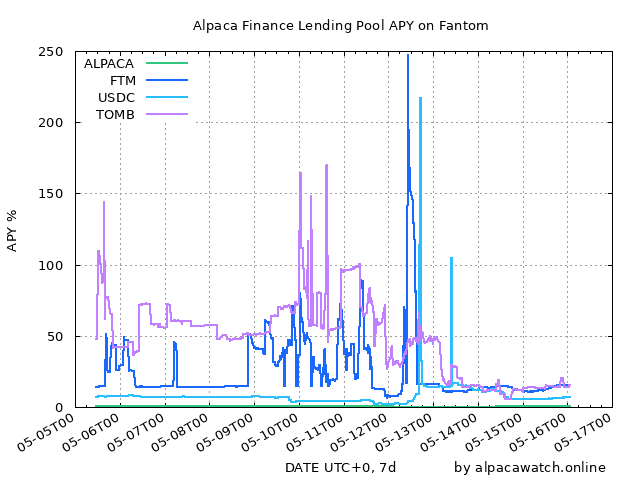 Alpaca Finance Lending Pool APY on Fantom
250
200
150
100
50
0
APY %
ALPACA
FTM
USDC
TOMB
05-05T00
05-06T00
05-07T00
05-08T00
05-09T00
05-10T00
05-11T00
05-12T00
05-13T00
05-14T00
05-15T00
05-16T00
05-17T00
DATE UTC+0, 7d
by alpacawatch.online